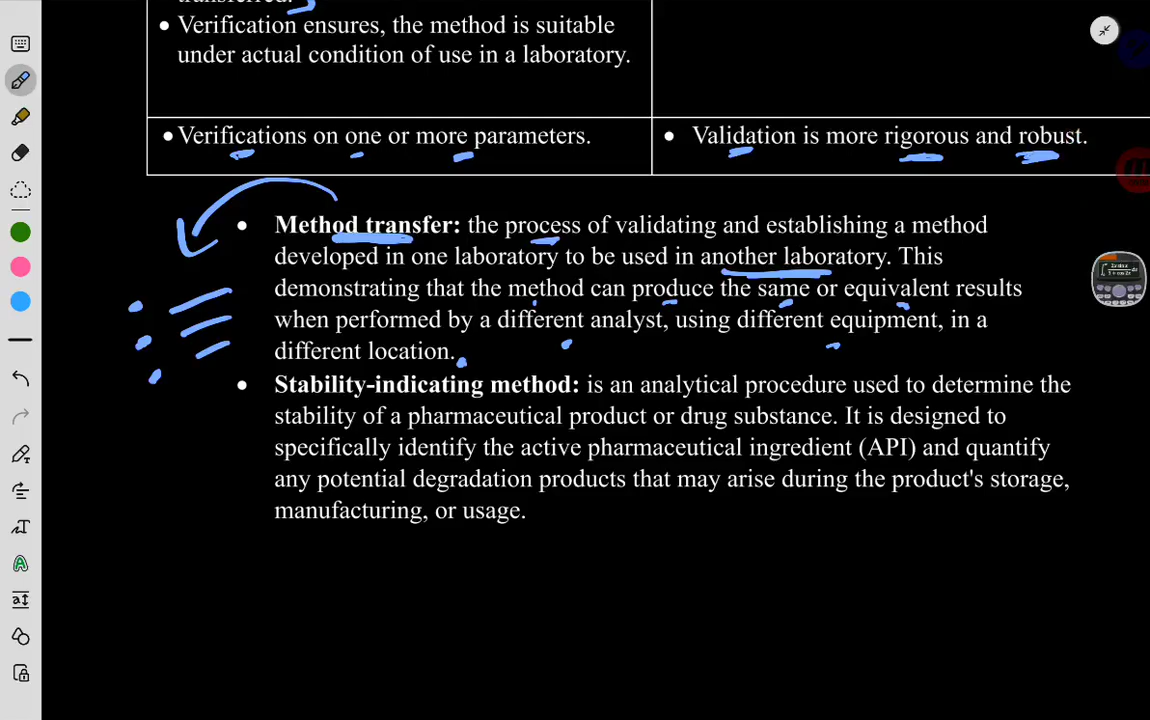 transferred.
• Verification ensures, the method is suitable
under actual condition of use in a laboratory.
• Verifications on one or more parameters.
• Validation is more rigorous and robust.
• Method transfer: the process of validating and establishing a method
developed in one laboratory to be used in another laboratory. This
demonstrating that the method can produce the same or equivalent results
when performed by a different analyst, using different equipment, in a
different location.
• Stability-indicating method: is an analytical procedure used to determine the
stability of a pharmaceutical product or drug substance. It is designed to
specifically identify the active pharmaceutical ingredient (API) and quantify
any potential degradation products that may arise during the product's storage,
manufacturing, or usage.